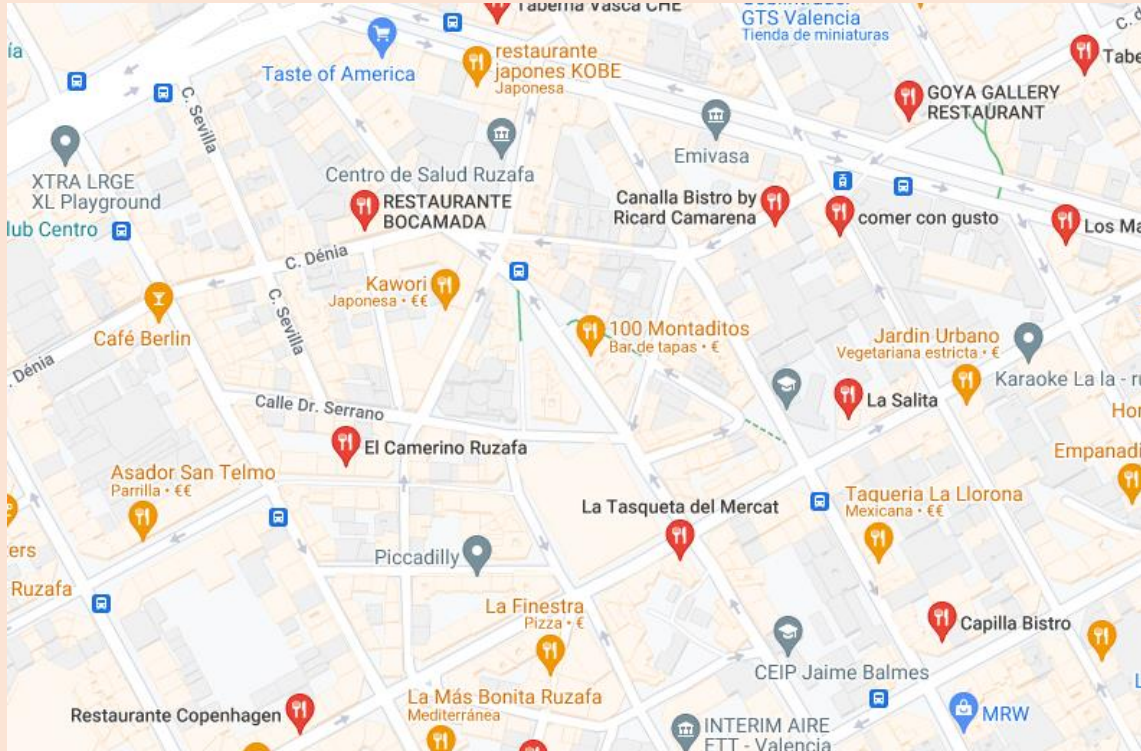 Taberna Vasca CHE
GTS Valencia
Tienda de miniaturas
ía
Taste of America
restaurante
japones KOBE
Japonesa
C. Sevilla
GOYA GALLERY
RESTAURANT
Tabe
Emivasa
XTRA LRGE
XL Playground
Centro de Salud Ruzafa
RESTAURANTE
BOCAMADA
Canalla Bistro by
Ricard Camarena
comer con gusto
Los Ma
lub Centro
C. Dénia
Kawori
Japonesa • €€
C. Sevilla
Café Berlin
100 Montaditos
Bar de tapas • €
Jardin Urbano
Vegetariana estricta • €
Dénia
Karaoke La la - ru
Calle Dr. Serrano
La Salita
Hor
El Camerino Ruzafa
Empanadi
Asador San Telmo
Parrilla • €€
La Tasqueta del Mercat
Taqueria La Llorona
Mexicana • €€
ers
Ruzafa
Piccadilly
La Finestra
Pizza • €
Capilla Bistro
CEIP Jaime Balmes
La Más Bonita Ruzafa
Mediterránea
Restaurante Copenhagen
MRW
INTERIM AIRE
ETT - Valencia